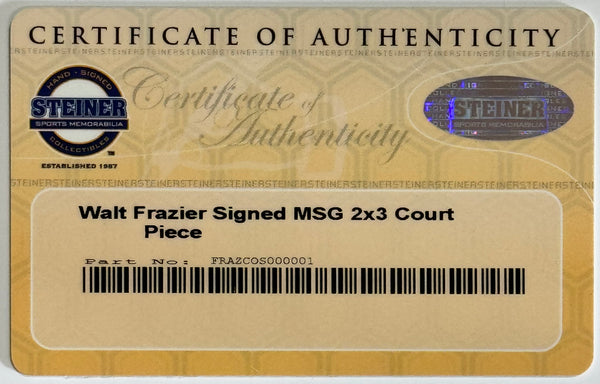 CERTIFICATE OF AUTHENTICITY
HAND - SIGNED
STEINER
SPORTS MEMORABILIA
COLLECTIBLES
™
ESTABLISHED 1987
Certificate of
Authenticity
STEINER
SPORTS MEMORABILIA
Walt Frazier Signed MSG 2x3 Court
Piece
Part No: FRAZCOS000001